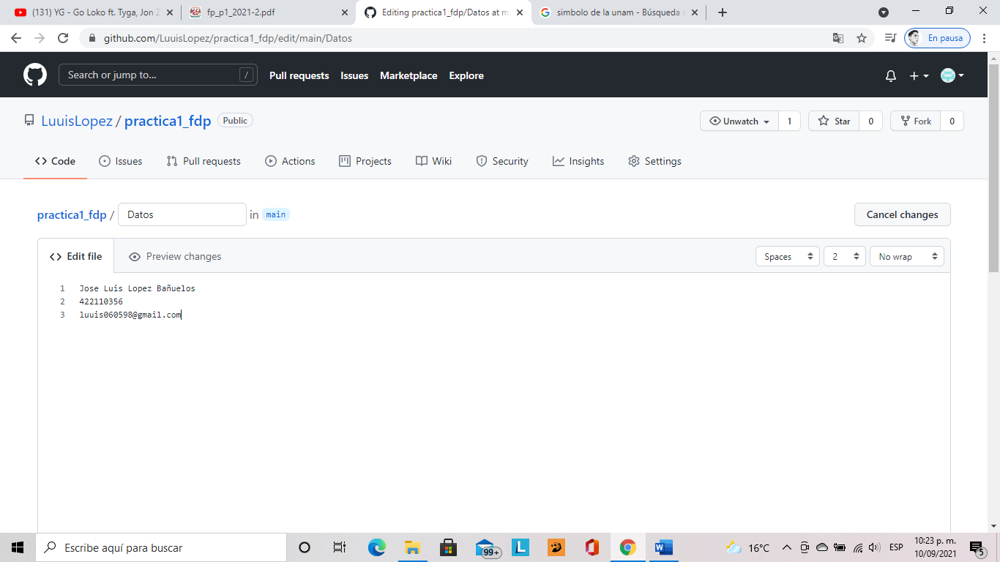 (131) YG - Go Loko ft. Tyga, Jon Z
fp_p1_2021-2.pdf
Editing practica1_fdp/Datos at m
simbolo de la unam - Búsqueda
github.com/LuuisLopez/practica1_fdp/edit/main/Datos
En pausa
Search or jump to...
/
Pull requests
Issues
Marketplace
Explore
LuuisLopez / practica1_fdp
Public
Unwatch
1
Star
0
Fork
0
Code
Issues
Pull requests
Actions
Projects
Wiki
Security
Insights
Settings
practica1_fdp / Datos in main
Cancel changes
Edit file
Preview changes
Spaces
2
No wrap
1 Jose Luis Lopez Bañuelos
2 422110356
3 luuis060598@gmail.com
Escribe aquí para buscar
99+
L
16°C
ESP
10:23 p. m.
10/09/2021
5